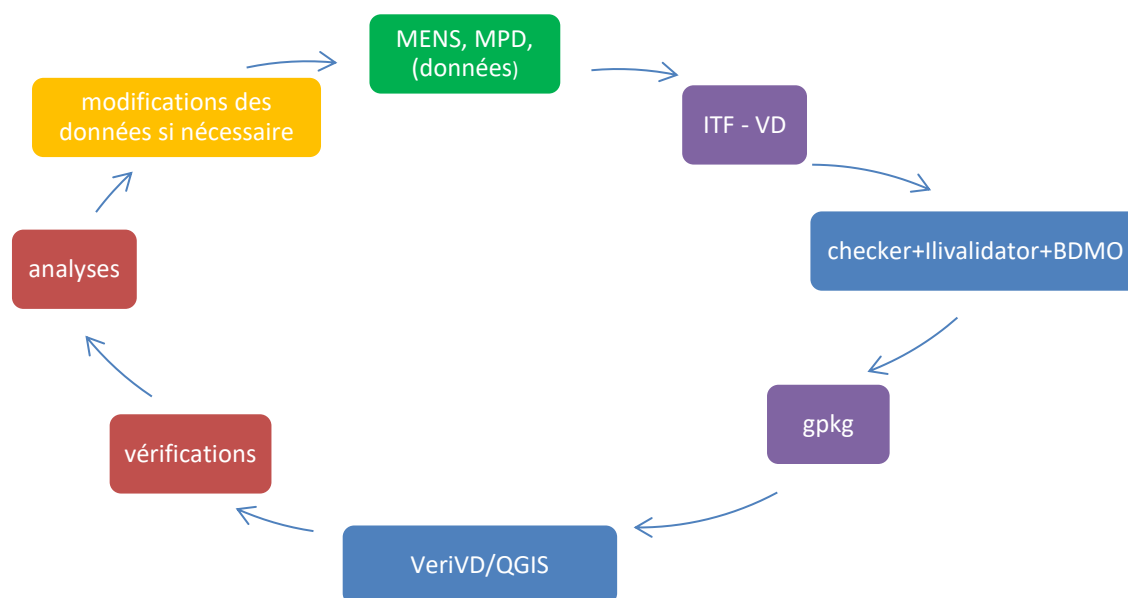 MENS, MPD,
(données)
ITF - VD
checker+Ilivalidator+BDMO
gpkg
VeriVD/QGIS
vérifications
analyses
modifications des
données si nécessaire